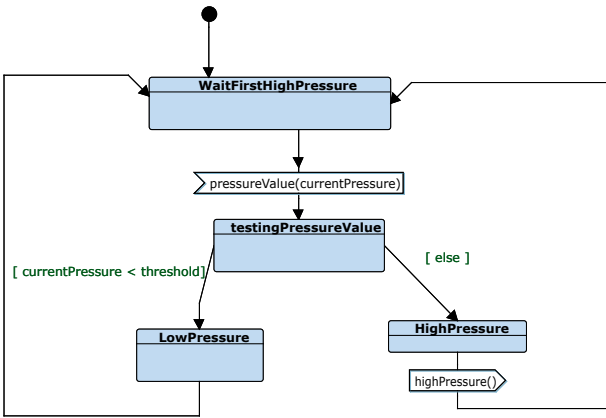 WaitFirstHighPressure
pressureValue(currentPressure)
testingPressureValue
[ else ]
[ currentPressure < threshold]
HighPressure
LowPressure
highPressure()